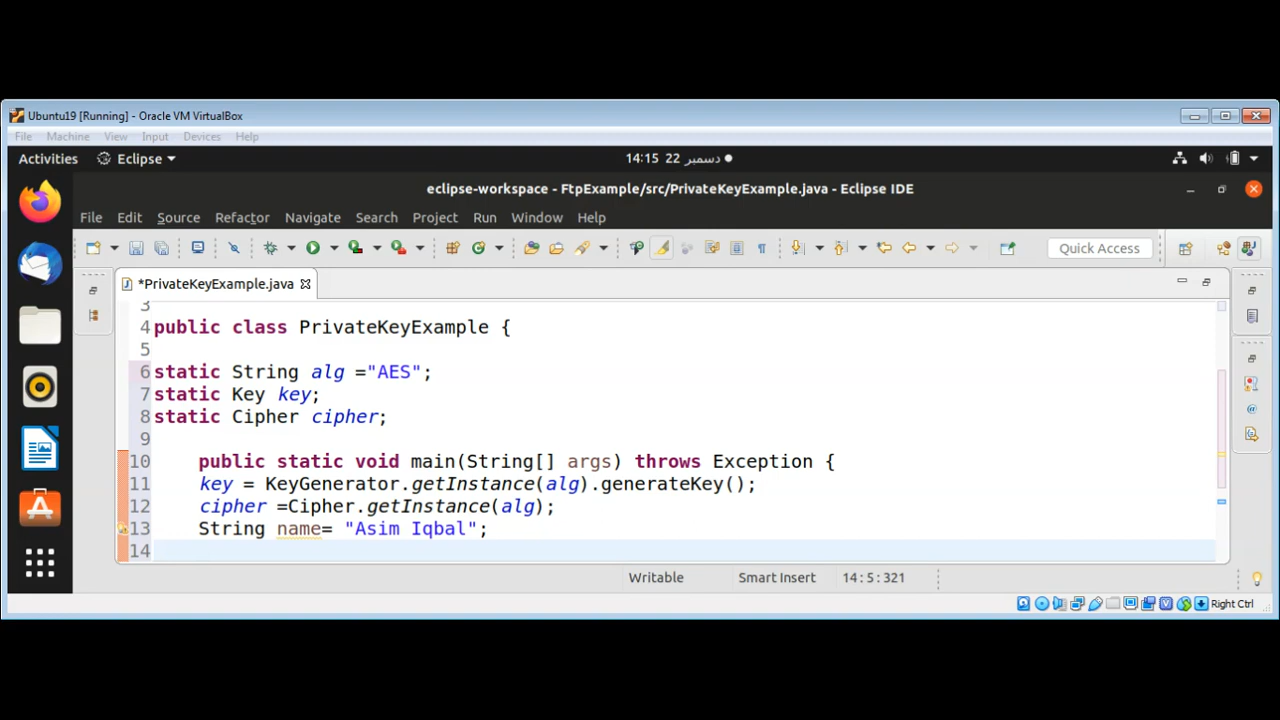 Ubuntu19 [Running] - Oracle VM VirtualBox
File Machine View Input Devices Help
Activities Eclipse 14:15 22 دسمبر
eclipse-workspace - FtpExample/src/PrivateKeyExample.java - Eclipse IDE
File Edit Source Refactor Navigate Search Project Run Window Help
Quick Access
*PrivateKeyExample.java
3
4 public class PrivateKeyExample {
5
6 static String alg ="AES";
7 static Key key;
8 static Cipher cipher;
9
10 public static void main(String[] args) throws Exception {
11 key = KeyGenerator.getInstance(alg).generateKey();
12 cipher =Cipher.getInstance(alg);
13 String name= "Asim Iqbal";
14
Writable Smart Insert 14 : 5 : 321
Right Ctrl